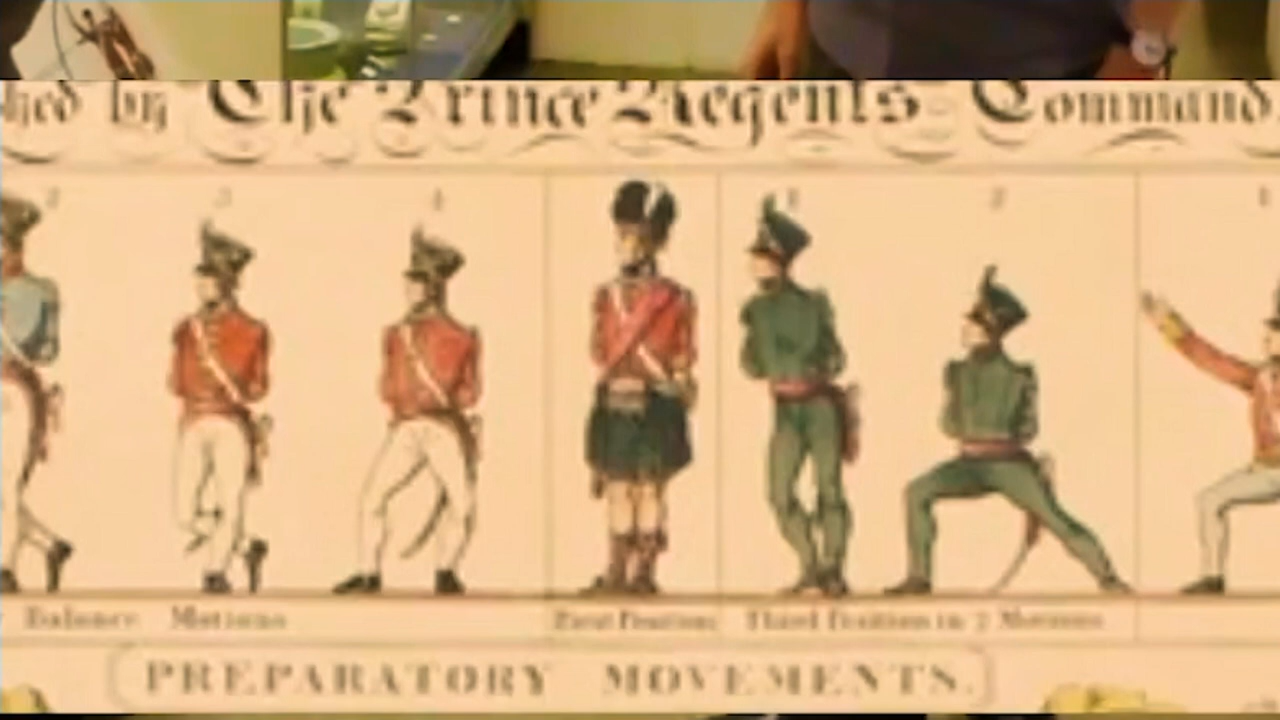 by The Prince Regents Command
2 3 4 1 2 1
Balance Motions First Position Third Position in 2 Motions
PREPARATORY MOVEMENTS.